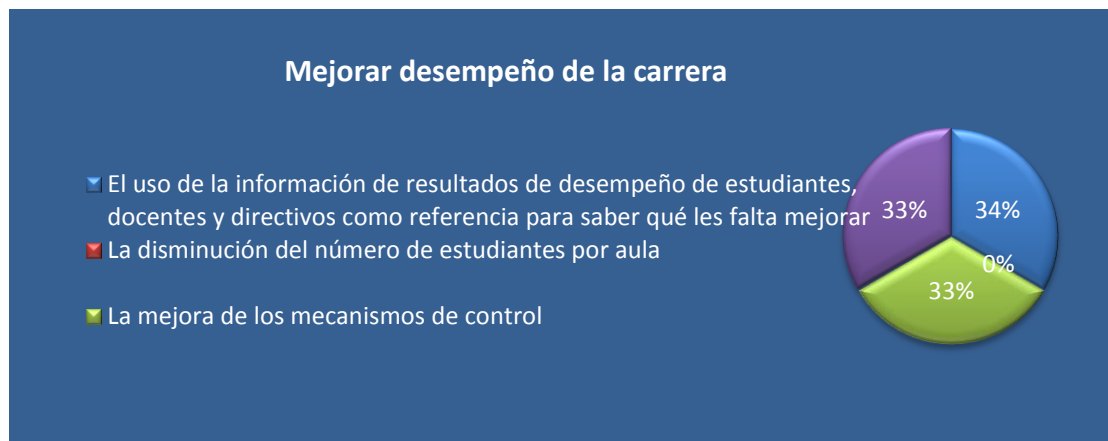 Mejorar desempeño de la carrera
El uso de la información de resultados de desempeño de estudiantes,
docentes y directivos como referencia para saber qué les falta mejorar
La disminución del número de estudiantes por aula
La mejora de los mecanismos de control
33%
34%
0%
33%